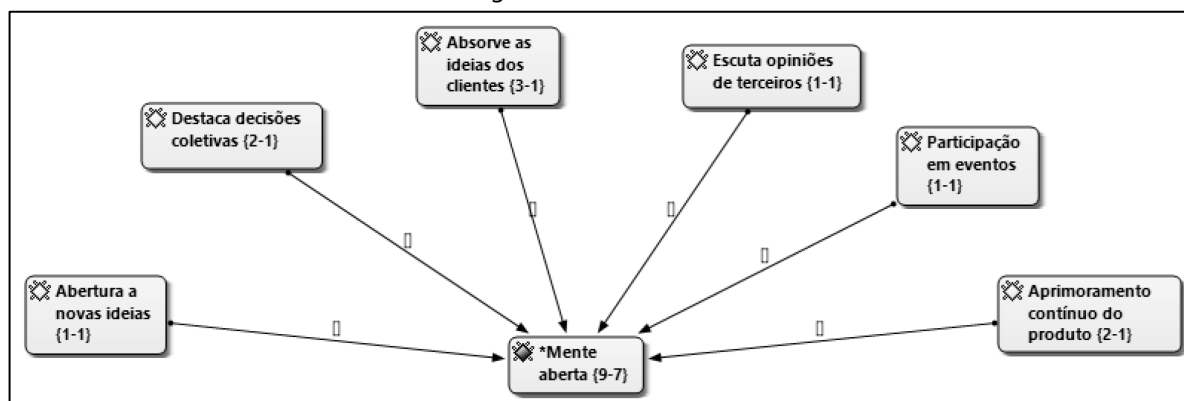 Absorve as
ideias dos
clientes {3-1}
Escuta opiniões
de terceiros {1-1}
Destaca decisões
coletivas {2-1}
Participação
em eventos
{1-1}
Abertura a
novas ideias
{1-1}
Aprimoramento
contínuo do
produto {2-1}
*Mente
aberta {9-7}